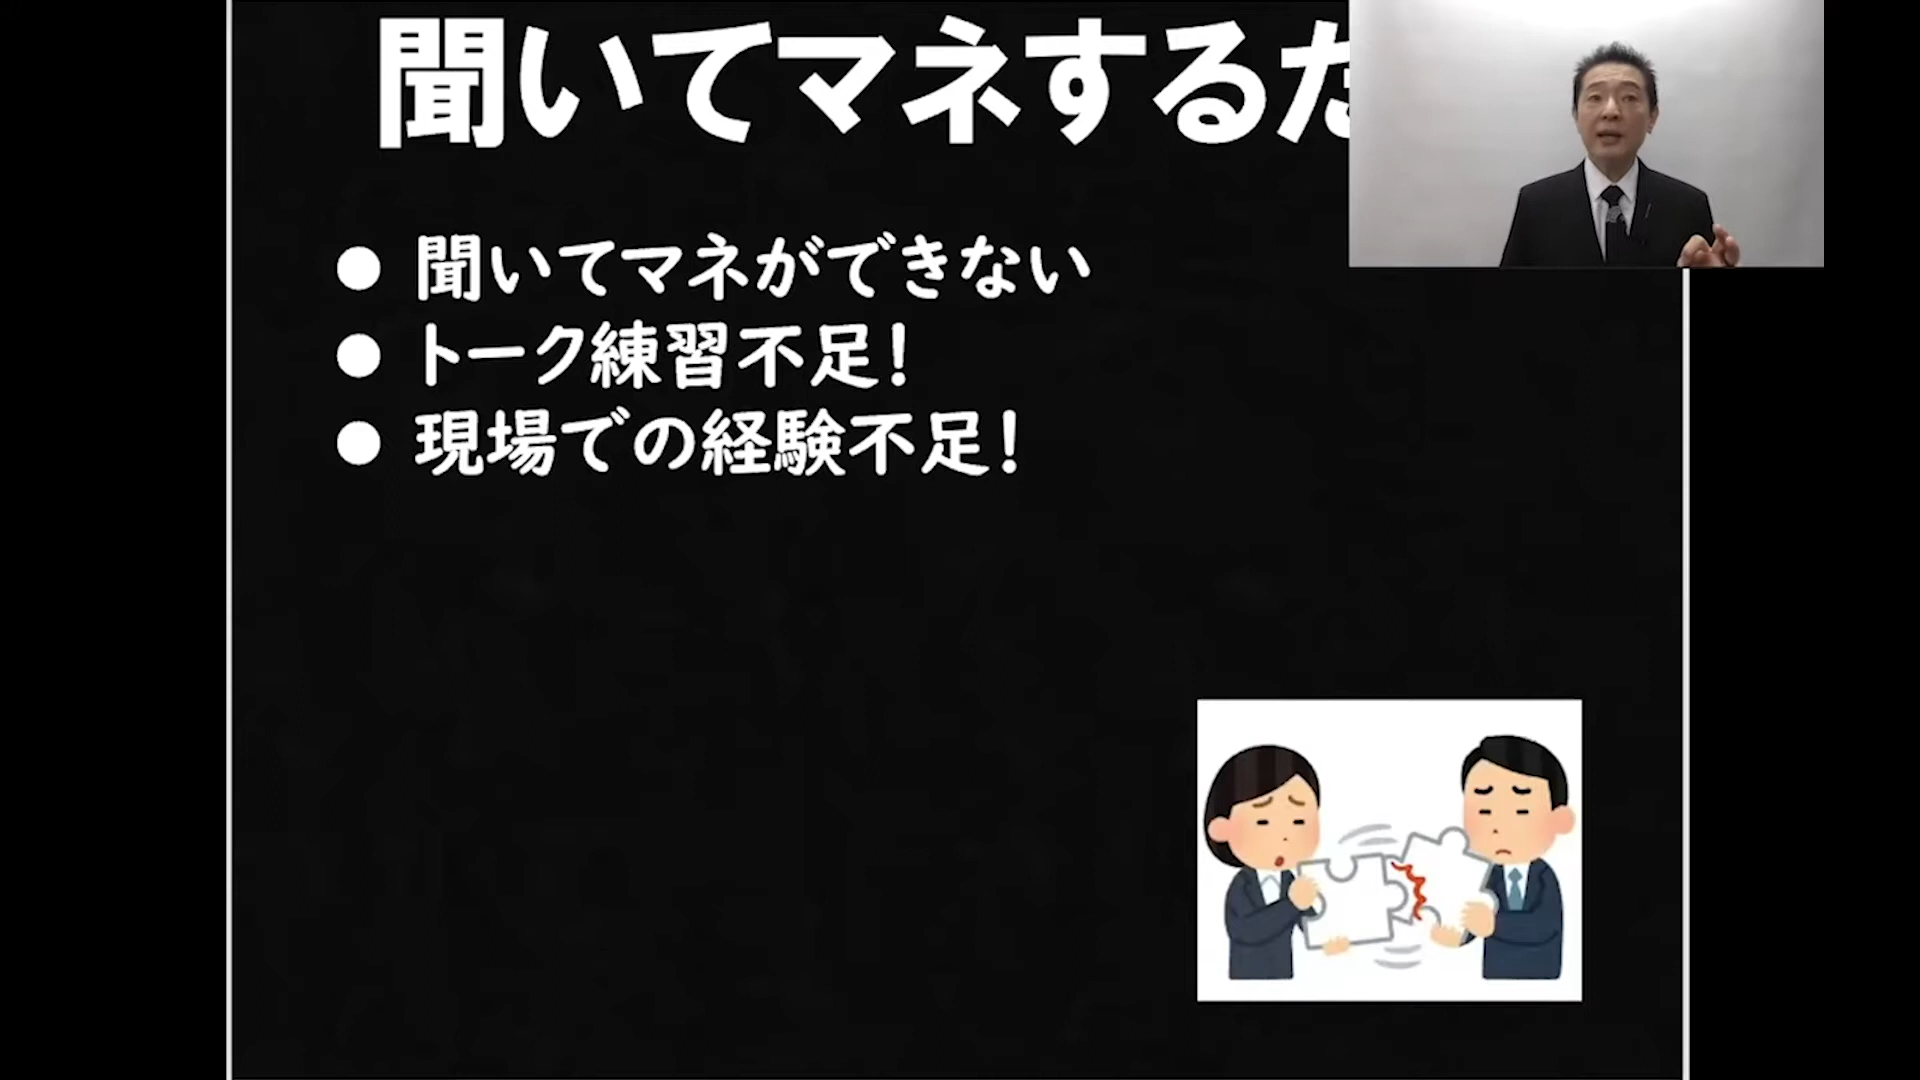 聞いてマネするだ
● 聞いてマネができない
● トーク練習不足!
● 現場での経験不足!